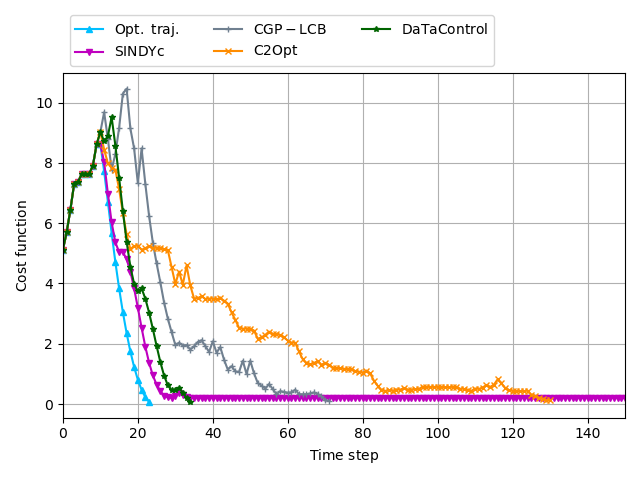 Opt. traj. CGP−LCB DaTaControl
SINDYc C2Opt
Cost function
10
8
6
4
2
0
0 20 40 60 80 100 120 140
Time step